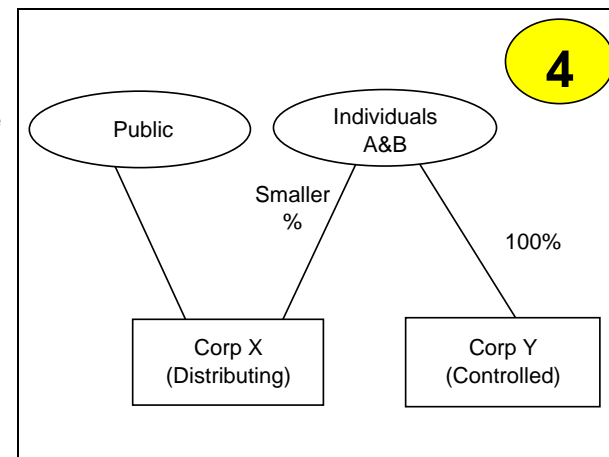 4
Public
Individuals
A&B
Smaller
%
100%
Corp X
(Distributing)
Corp Y
(Controlled)